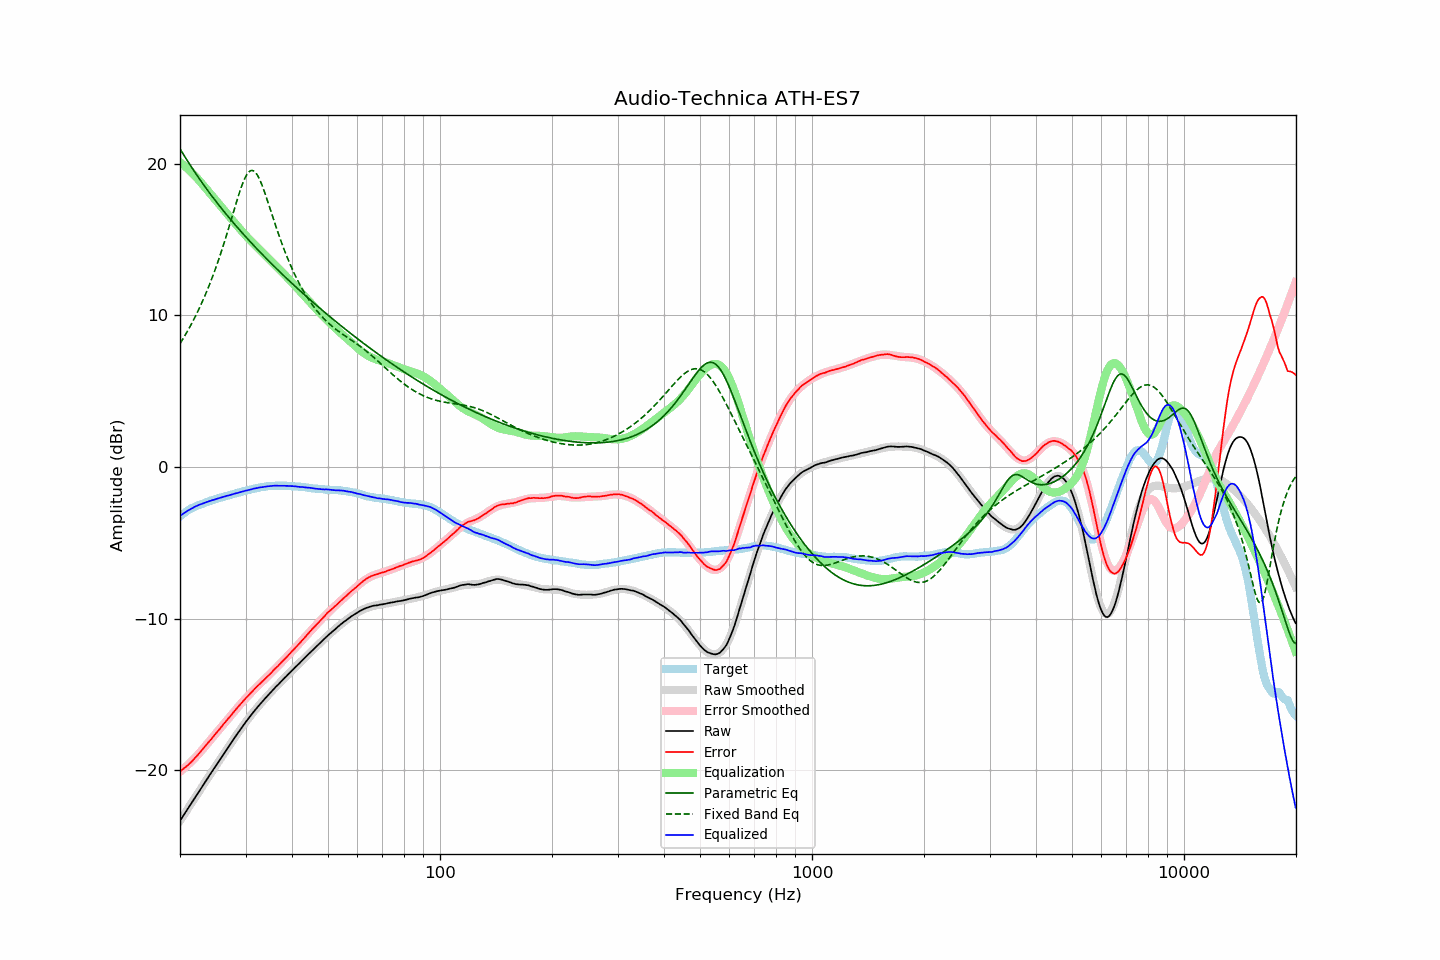 Audio-Technica ATH-ES7
20
10
0
−10
−20
Amplitude (dBr)
Target
Raw Smoothed
Error Smoothed
Raw
Error
Equalization
Parametric Eq
Fixed Band Eq
Equalized
100
1000
10000
Frequency (Hz)